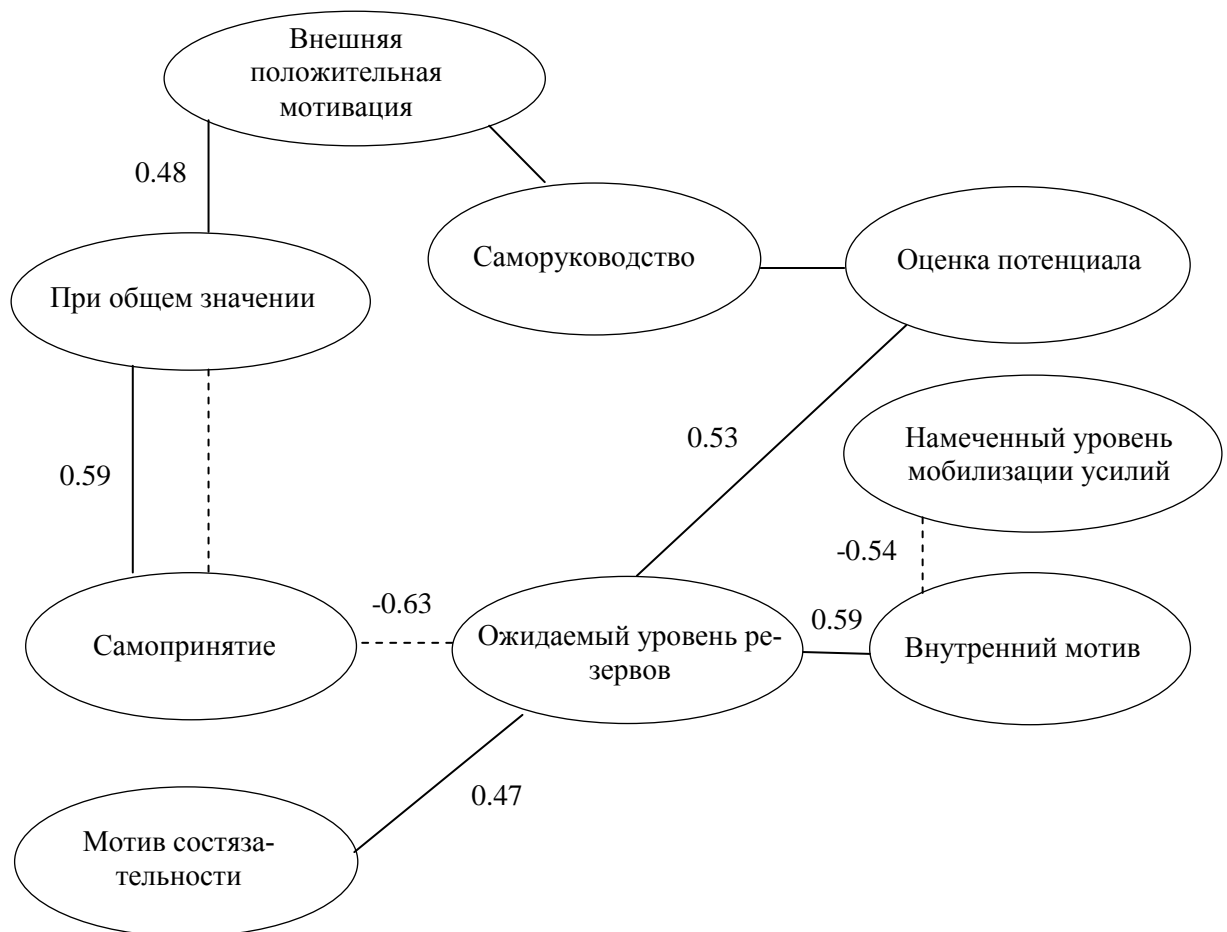 Внешняя
положительная
мотивация
0.48
Саморуководство
Оценка потенциала
При общем значении
0.53
Намеченный уровень
мобилизации усилий
0.59
-0.54
-0.63
0.59
Самопринятие
Ожидаемый уровень ре-
зервов
Внутренний мотив
0.47
Мотив состяза-
тельности